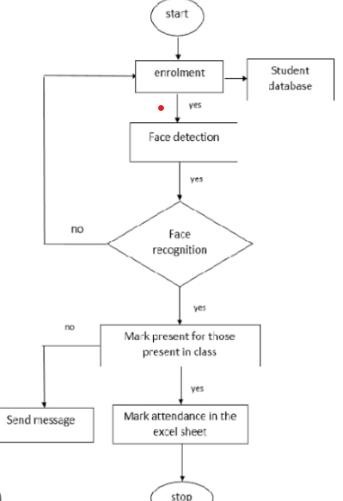 start
enrolment
Student
database
yes
Face detection
yes
Face
recognition
no
yes
Mark present for those
present in class
no
yes
Send message
Mark attendance in the
excel sheet
stop